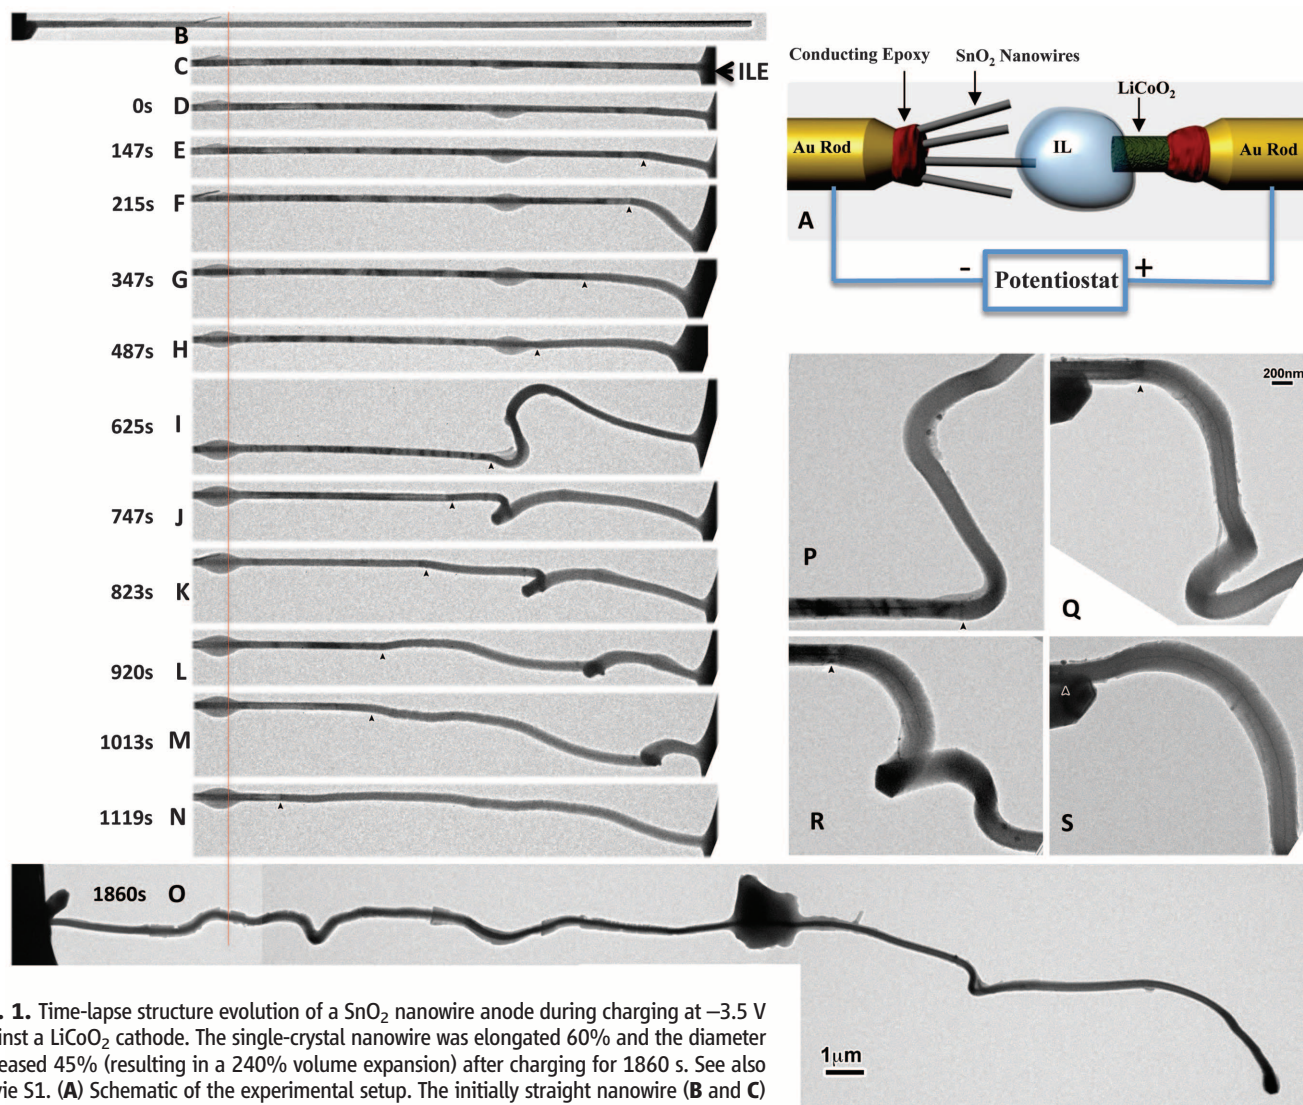 B
C
ILE
0s D
147s E
215s F
347s G
487s H
625s I
747s J
823s K
920s L
1013s M
1119s N
1860s O
1μm
Conducting Epoxy
SnO₂ Nanowires
LiCoO₂
Au Rod
IL
Au Rod
A
- Potentiostat +
P
Q
200nm
R
S
. 1. Time-lapse structure evolution of a SnO₂ nanowire anode during charging at –3.5 V
inst a LiCoO₂ cathode. The single-crystal nanowire was elongated 60% and the diameter
eased 45% (resulting in a 240% volume expansion) after charging for 1860 s. See also
vie S1. (A) Schematic of the experimental setup. The initially straight nanowire (B and C)